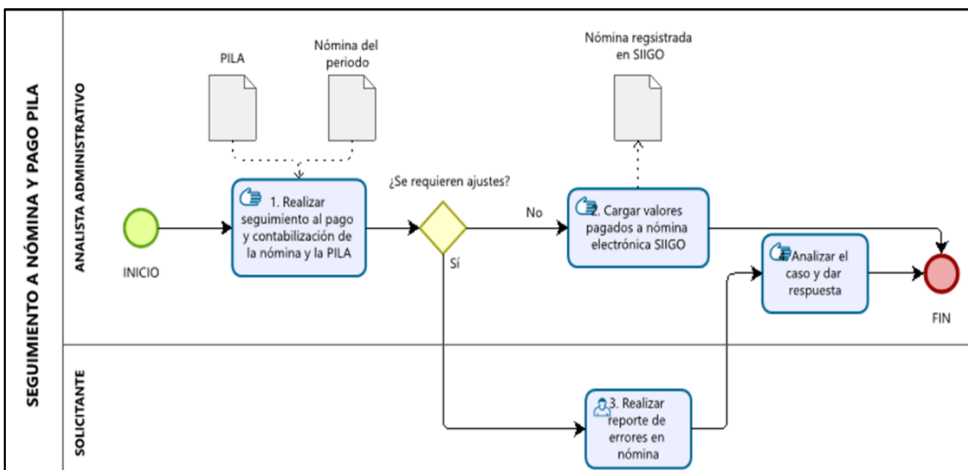 SEGUIMIENTO A NÓMINA Y PAGO PILA
ANALISTA ADMINISTRATIVO
PILA
Nómina del
periodo
Nómina regsistrada
en SIIGO
INICIO
1. Realizar
seguimiento al pago
y contabilización de
la nómina y la PILA
¿Se requieren ajustes?
No
Sí
2. Cargar valores
pagados a nómina
electrónica SIIGO
Analizar el
caso y dar
respuesta
FIN
SOLICITANTE
3. Realizar
reporte de
errores en
nómina